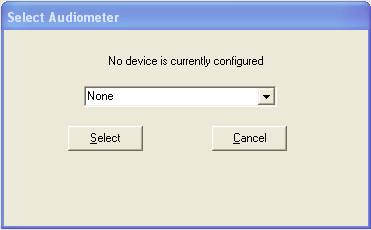 Select Audiometer
No device is currently configured
None
Select
Cancel